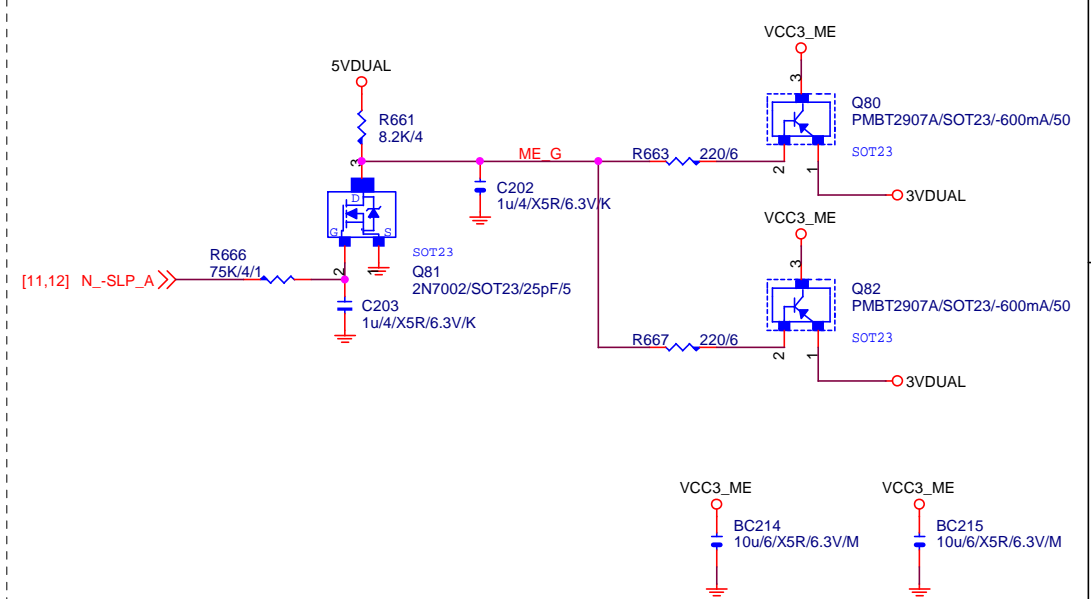 VCC3_ME
3
Q80
PMBT2907A/SOT23/-600mA/50
SOT23
2
1
3VDUAL
5VDUAL
R661
8.2K/4
3
ME_G
R663 220/6
C202
1u/4/X5R/6.3V/K
D
G
S
SOT23
Q81
2N7002/SOT23/25pF/5
2
1
[11,12] N_-SLP_A
R666
75K/4/1
C203
1u/4/X5R/6.3V/K
VCC3_ME
3
Q82
PMBT2907A/SOT23/-600mA/50
SOT23
R667 220/6
2
1
3VDUAL
VCC3_ME
BC214
10u/6/X5R/6.3V/M
VCC3_ME
BC215
10u/6/X5R/6.3V/M